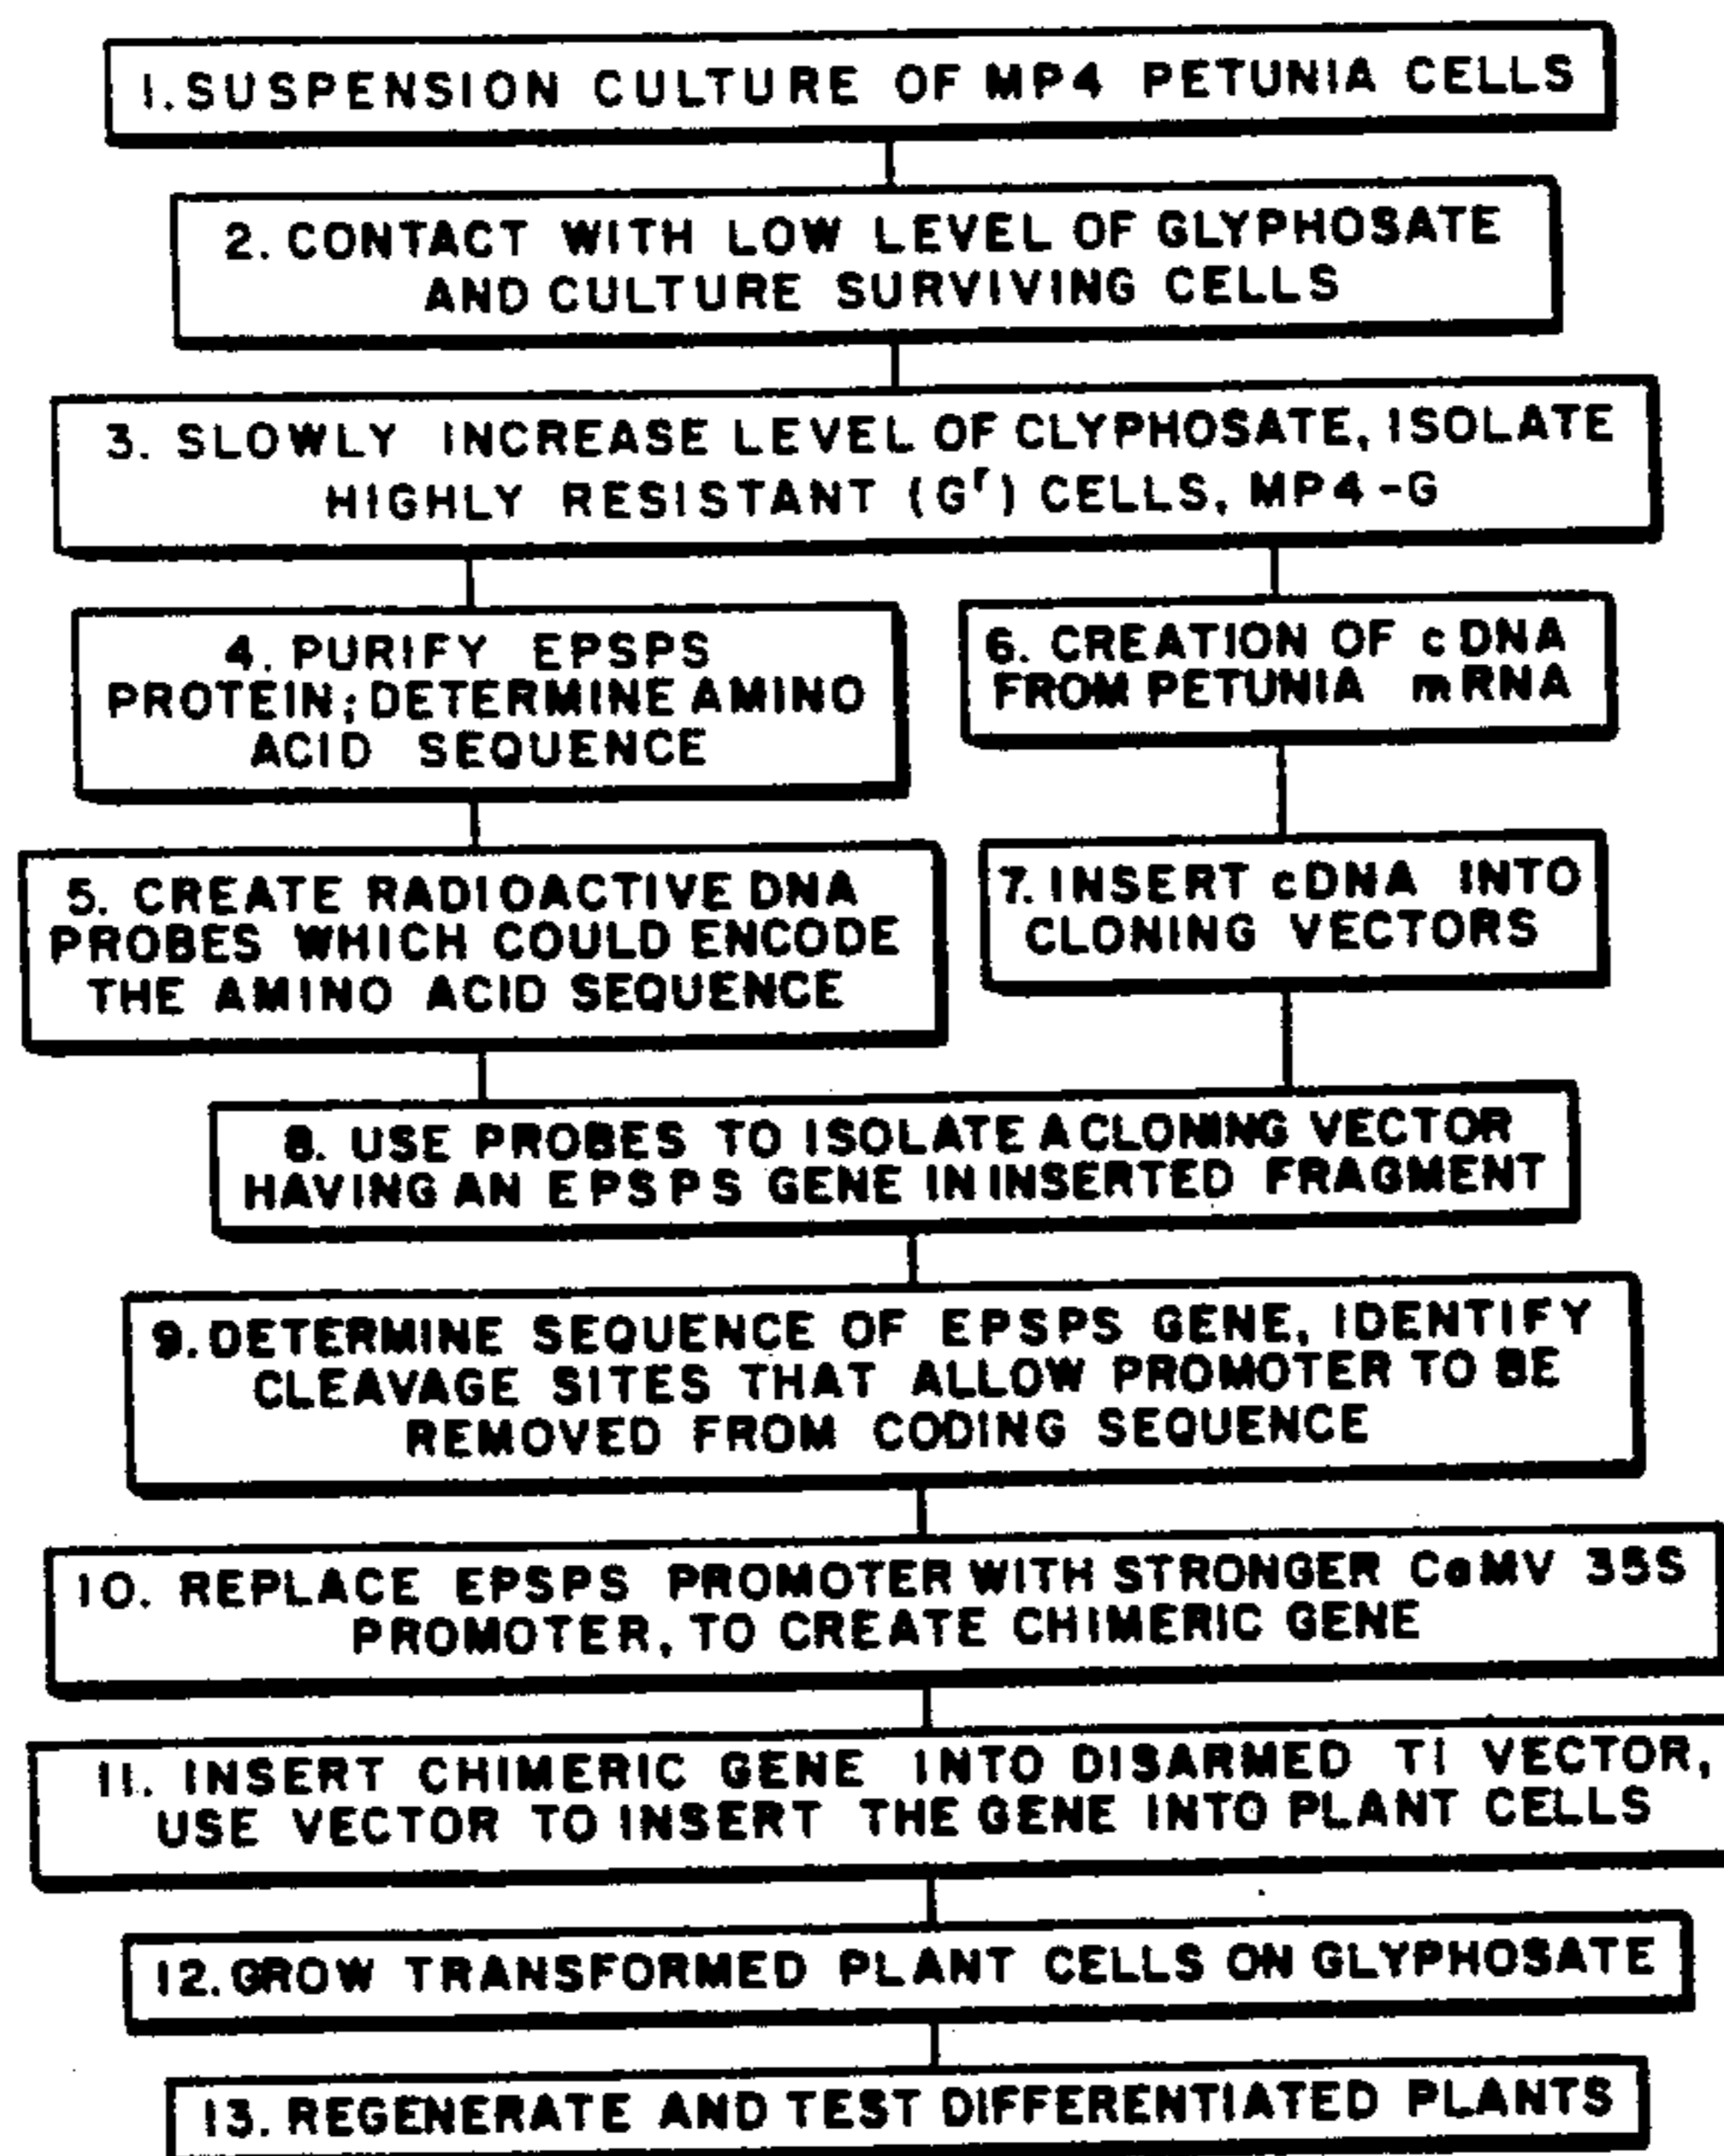 1. SUSPENSION CULTURE OF MP4 PETUNIA CELLS
2. CONTACT WITH LOW LEVEL OF GLYPHOSATE
AND CULTURE SURVIVING CELLS
3. SLOWLY INCREASE LEVEL OF CLYPHOSATE, ISOLATE
HIGHLY RESISTANT (Gʳ) CELLS, MP4-G
4. PURIFY EPSPS
PROTEIN; DETERMINE AMINO
ACID SEQUENCE
5. CREATE RADIOACTIVE DNA
PROBES WHICH COULD ENCODE
THE AMINO ACID SEQUENCE
6. CREATION OF cDNA
FROM PETUNIA mRNA
7. INSERT cDNA INTO
CLONING VECTORS
8. USE PROBES TO ISOLATE A CLONING VECTOR
HAVING AN EPSPS GENE IN INSERTED FRAGMENT
9. DETERMINE SEQUENCE OF EPSPS GENE, IDENTIFY
CLEAVAGE SITES THAT ALLOW PROMOTER TO BE
REMOVED FROM CODING SEQUENCE
10. REPLACE EPSPS PROMOTER WITH STRONGER CaMV 35S
PROMOTER, TO CREATE CHIMERIC GENE
11. INSERT CHIMERIC GENE INTO DISARMED TI VECTOR,
USE VECTOR TO INSERT THE GENE INTO PLANT CELLS
12. GROW TRANSFORMED PLANT CELLS ON GLYPHOSATE
13. REGENERATE AND TEST DIFFERENTIATED PLANTS